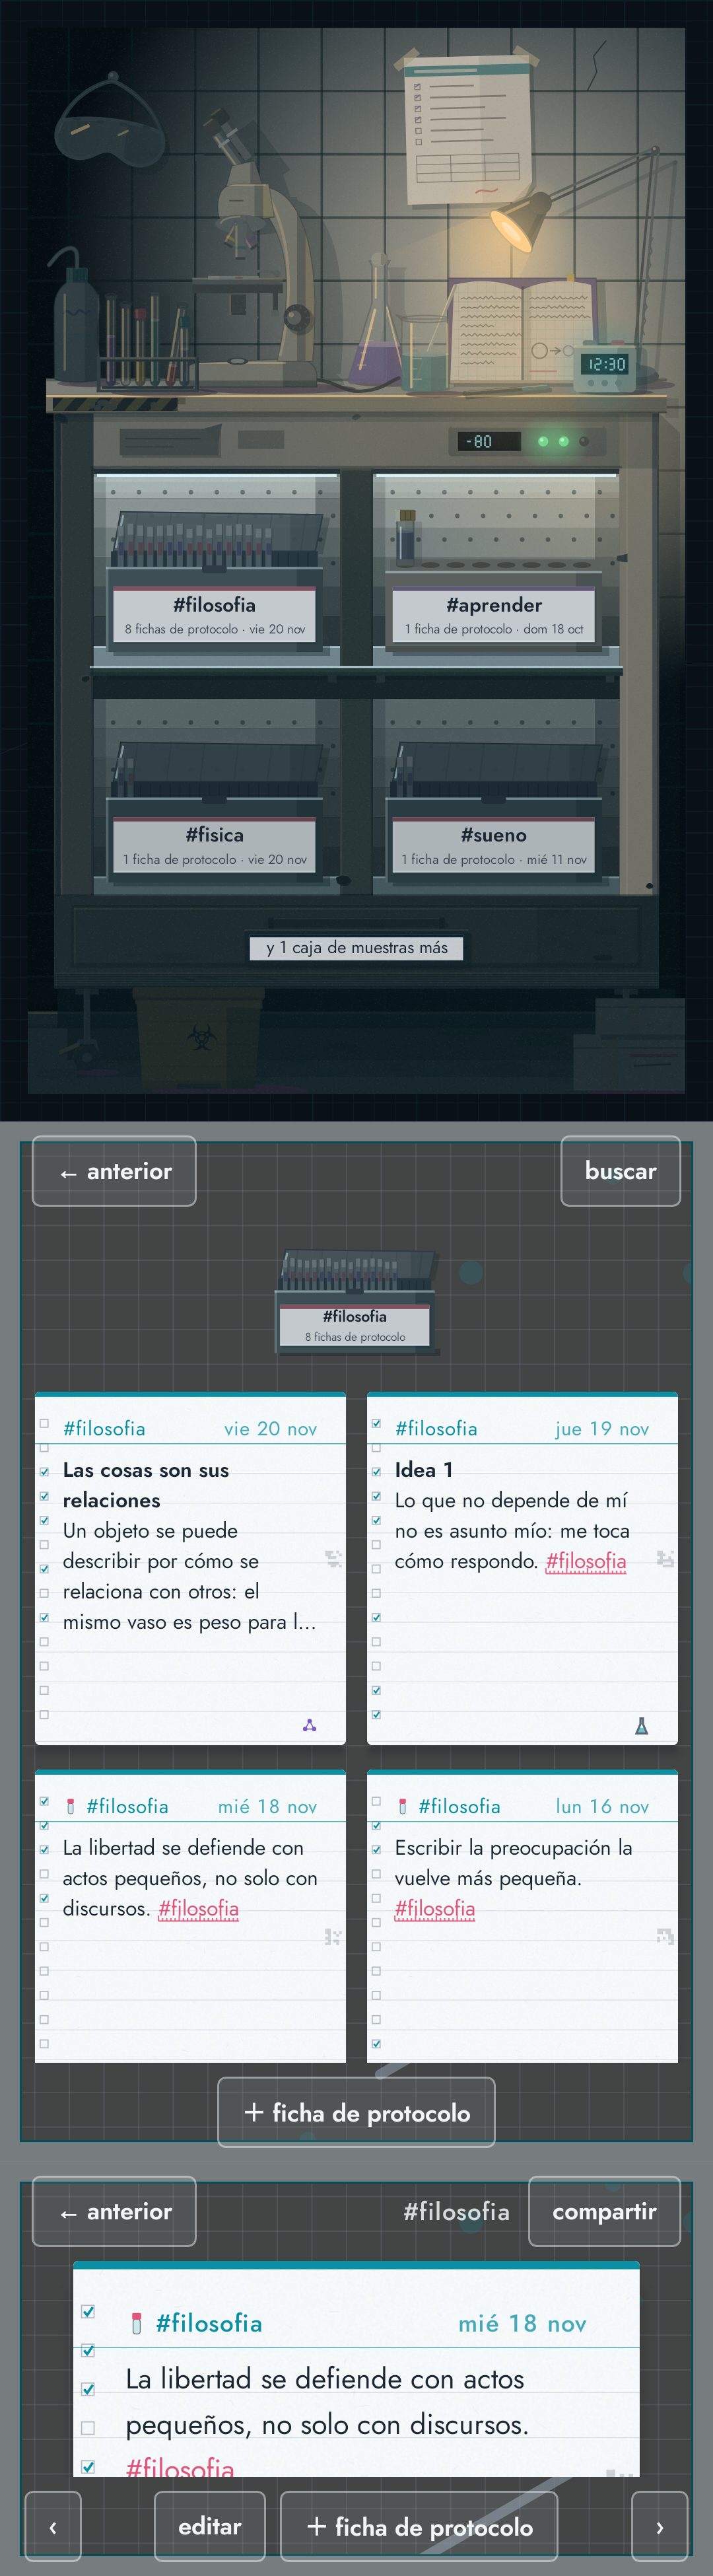 12:30
-80
#filosofia
8 fichas de protocolo · vie 20 nov
#aprender
1 ficha de protocolo · dom 18 oct
#fisica
1 ficha de protocolo · vie 20 nov
#sueno
1 ficha de protocolo · mié 11 nov
y 1 caja de muestras más
← anterior
buscar
#filosofia
8 fichas de protocolo
#filosofia vie 20 nov
Las cosas son sus
relaciones
Un objeto se puede
describir por cómo se
relaciona con otros: el
mismo vaso es peso para l...
#filosofia jue 19 nov
Idea 1
Lo que no depende de mí
no es asunto mío: me toca
cómo respondo. #filosofia
#filosofia mié 18 nov
La libertad se defiende con
actos pequeños, no solo con
discursos. #filosofia
#filosofia lun 16 nov
Escribir la preocupación la
vuelve más pequeña.
#filosofia
+ ficha de protocolo
← anterior
#filosofia
compartir
#filosofia mié 18 nov
La libertad se defiende con actos
pequeños, no solo con discursos.
#filosofia
‹
editar
+ ficha de protocolo
›